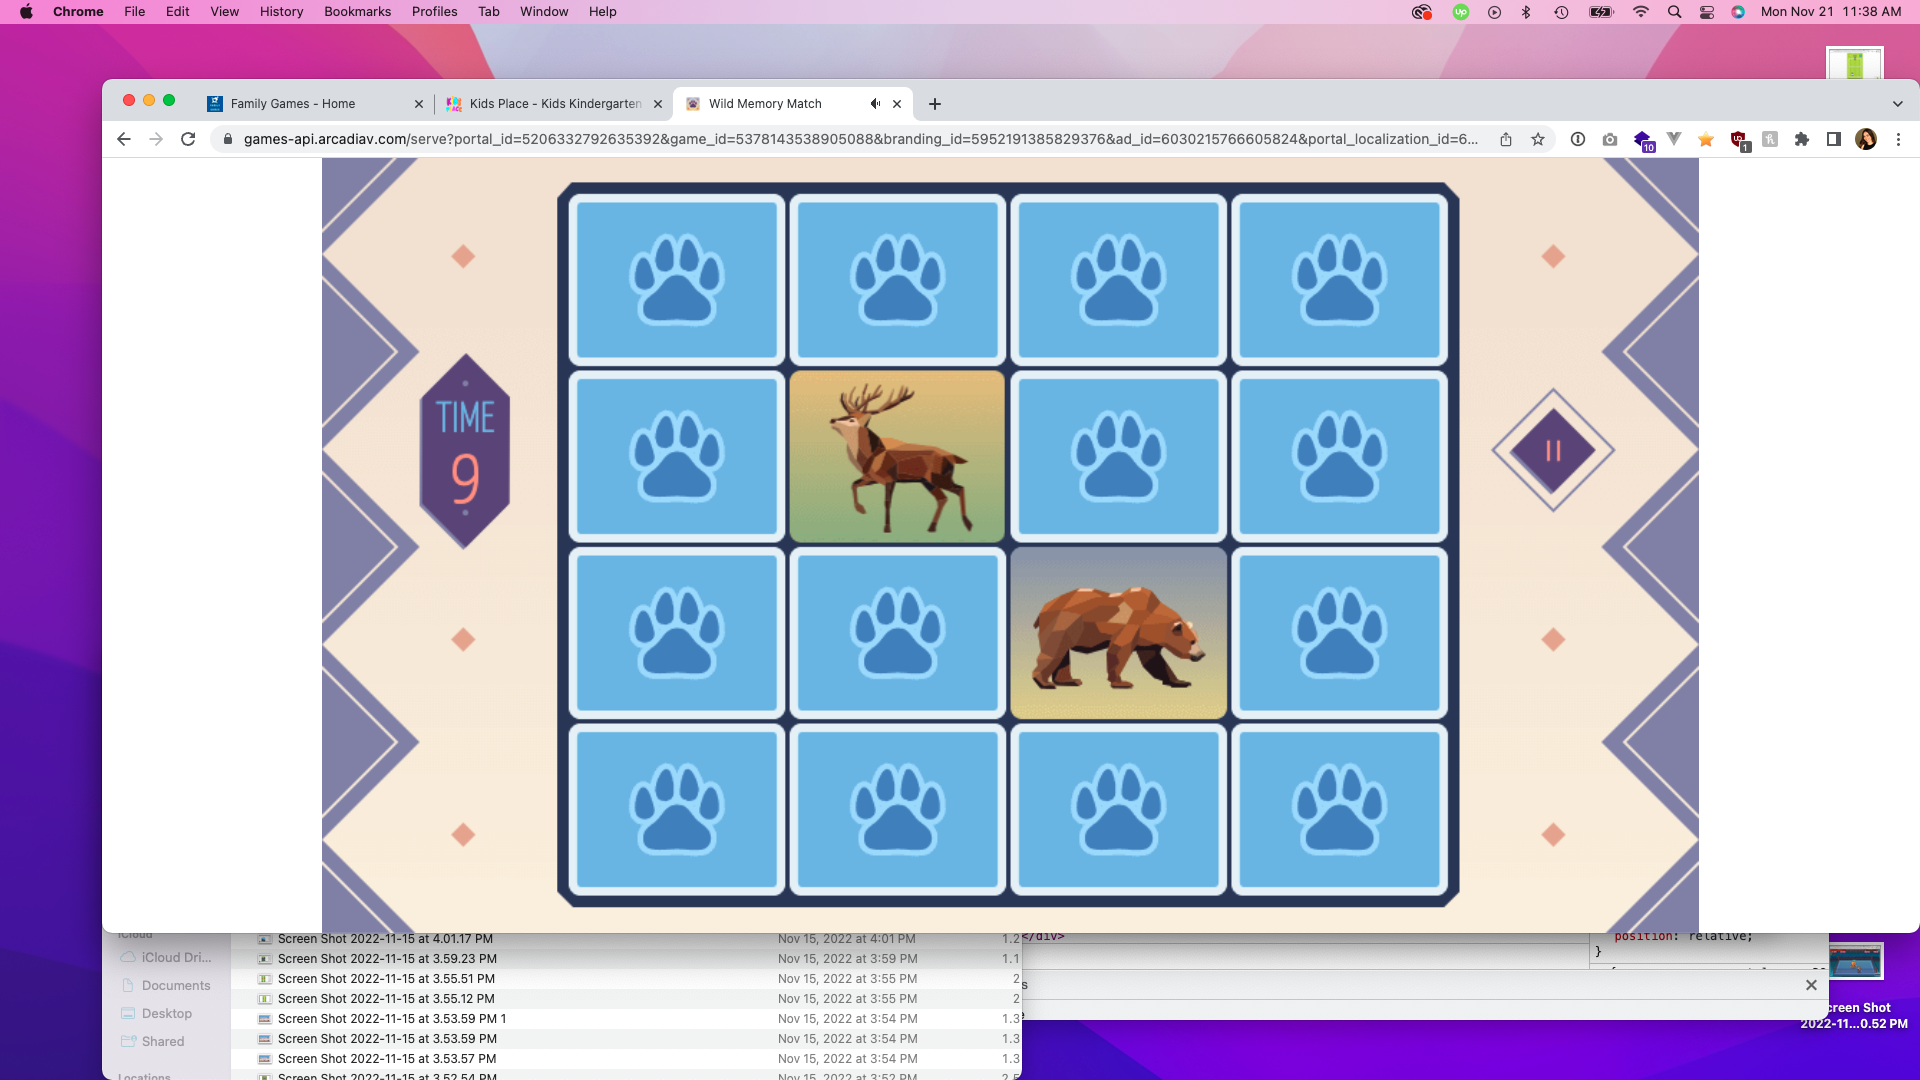 Chrome File Edit View History Bookmarks Profiles Tab Window Help
Mon Nov 21 11:38 AM
Family Games - Home
Kids Place - Kids Kindergarten
Wild Memory Match
games-api.arcadiav.com/serve?portal_id=5206332792635392&game_id=5378143538905088&branding_id=5952191385829376&ad_id=6030215766605824&portal_localization_id=6...
10
1
TIME
9
iCloud
iCloud Dri...
Documents
Desktop
Shared
Locations
Screen Shot 2022-11-15 at 4.01.17 PM Nov 15, 2022 at 4:01 PM 1.2
Screen Shot 2022-11-15 at 3.59.23 PM Nov 15, 2022 at 3:59 PM 1.1
Screen Shot 2022-11-15 at 3.55.51 PM Nov 15, 2022 at 3:55 PM 2
Screen Shot 2022-11-15 at 3.55.12 PM Nov 15, 2022 at 3:55 PM 2
Screen Shot 2022-11-15 at 3.53.59 PM 1 Nov 15, 2022 at 3:54 PM 1.3
Screen Shot 2022-11-15 at 3.53.59 PM Nov 15, 2022 at 3:54 PM 1.3
Screen Shot 2022-11-15 at 3.53.57 PM Nov 15, 2022 at 3:54 PM 1.3
Screen Shot 2022-11-15 at 3.52.54 PM Nov 15, 2022 at 3:52 PM
</div>
position: relative;
}
creen Shot
2022-11...0.52 PM